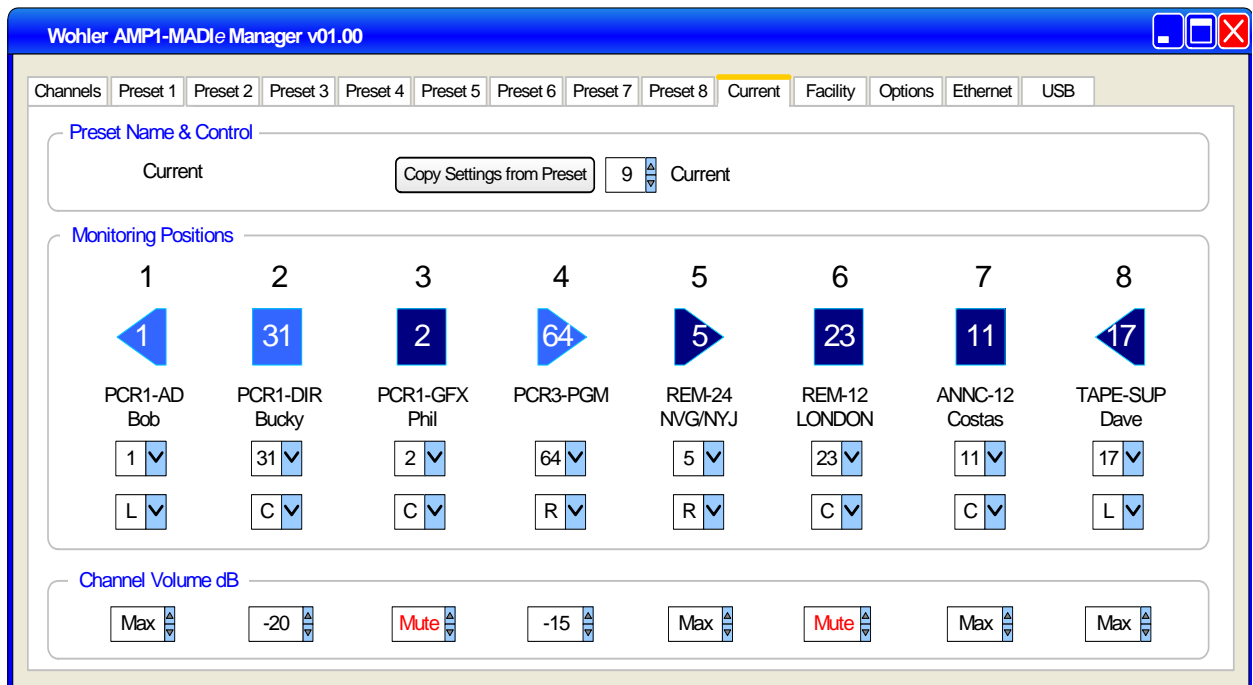 Wohler AMP1-MADIe Manager v01.00
Channels Preset 1 Preset 2 Preset 3 Preset 4 Preset 5 Preset 6 Preset 7 Preset 8 Current Facility Options Ethernet USB
Preset Name & Control
Current Copy Settings from Preset 9 Current
Monitoring Positions
1 2 3 4 5 6 7 8
1 31 2 64 5 23 11 17
PCR1-AD PCR1-DIR PCR1-GFX PCR3-PGM REM-24 REM-12 ANNC-12 TAPE-SUP
Bob Bucky Phil NVG/NYJ LONDON Costas Dave
1 31 2 64 5 23 11 17
L C C R R C C L
Channel Volume dB
Max -20 Mute -15 Max Mute Max Max